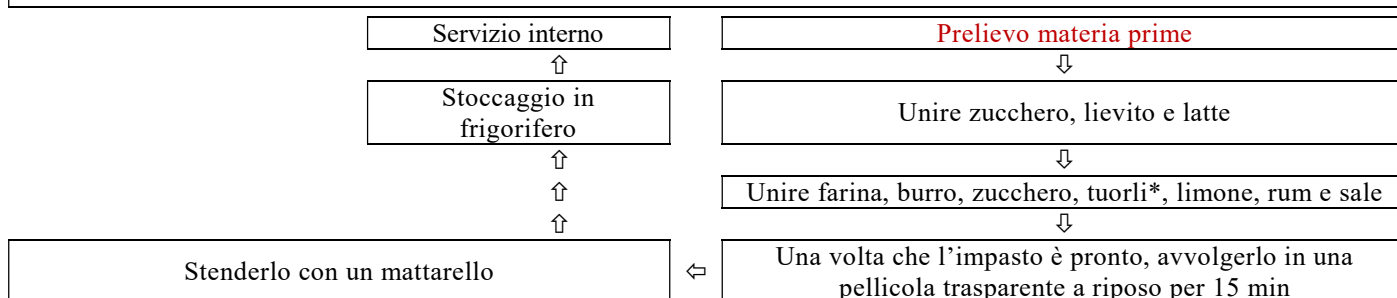 Servizio interno
Prelievo materia prime
⇧
⇩
Stoccaggio in
frigorifero
Unire zucchero, lievito e latte
⇧
⇩
⇧
Unire farina, burro, zucchero, tuorli*, limone, rum e sale
⇧
⇩
Stenderlo con un mattarello
⇦
Una volta che l’impasto è pronto, avvolgerlo in una
pellicola trasparente a riposo per 15 min